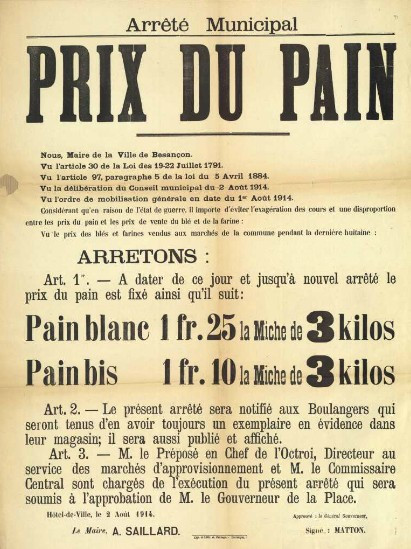 Arrêté Municipal
PRIX DU PAIN
Nous, Maire de la Ville de Besançon.
Vu l'article 30 de la Loi des 19-22 Juillet 1791.
Vu l'article 97, paragraphe 5 de la loi du 5 Avril 1884.
Vu la délibération du Conseil municipal du 2 Août 1914.
Vu l'ordre de mobilisation générale en date du 1er Août 1914.
Considérant qu'en raison de l'état de guerre, il importe d'éviter l'exagération des cours et une disproportion
entre les prix du pain et les prix de vente du blé et de la farine :
Vu le prix des blés et farines vendus aux marchés de la commune pendant la dernière huitaine ;
ARRETONS :
Art. 1er. — A dater de ce jour et jusqu'à nouvel arrêté le
prix du pain est fixé ainsi qu'il suit:
Pain blanc 1 fr. 25 la Miche de 3 kilos
Pain bis 1 fr. 10 la Miche de 3 kilos
Art. 2. — Le présent arrêté sera notifié aux Boulangers qui
seront tenus d'en avoir toujours un exemplaire en évidence dans
leur magasin; il sera aussi publié et affiché.
Art. 3. — M. le Préposé en Chef de l'Octroi, Directeur au
service des marchés d'approvisionnement et M. le Commissaire
Central sont chargés de l'exécution du présent arrêté qui sera
soumis à l'approbation de M. le Gouverneur de la Place.
Hôtel-de-Ville, le 2 Août 1914.
Approuvé : le Général Gouverneur,
Le Maire, A. SAILLARD.
Signé : MATTON.